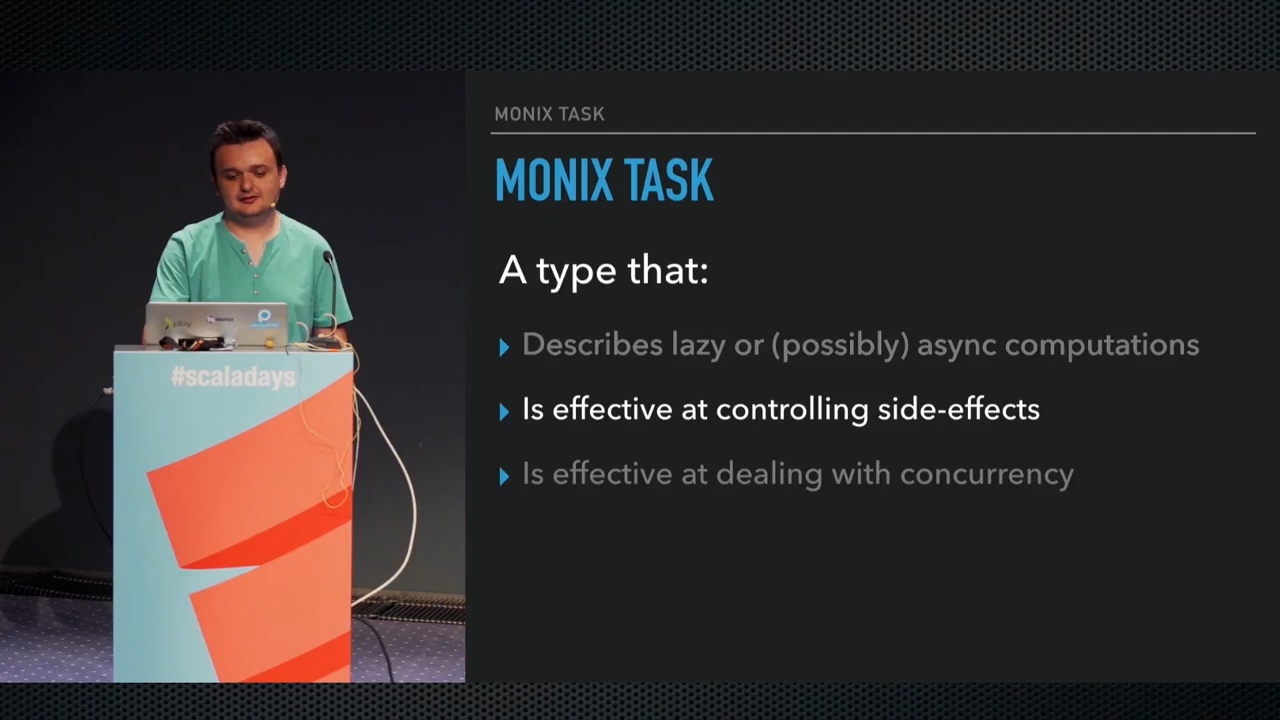 MONIX TASK
MONIX TASK
A type that:
Describes lazy or (possibly) async computations
Is effective at controlling side-effects
Is effective at dealing with concurrency
play
#scaladays